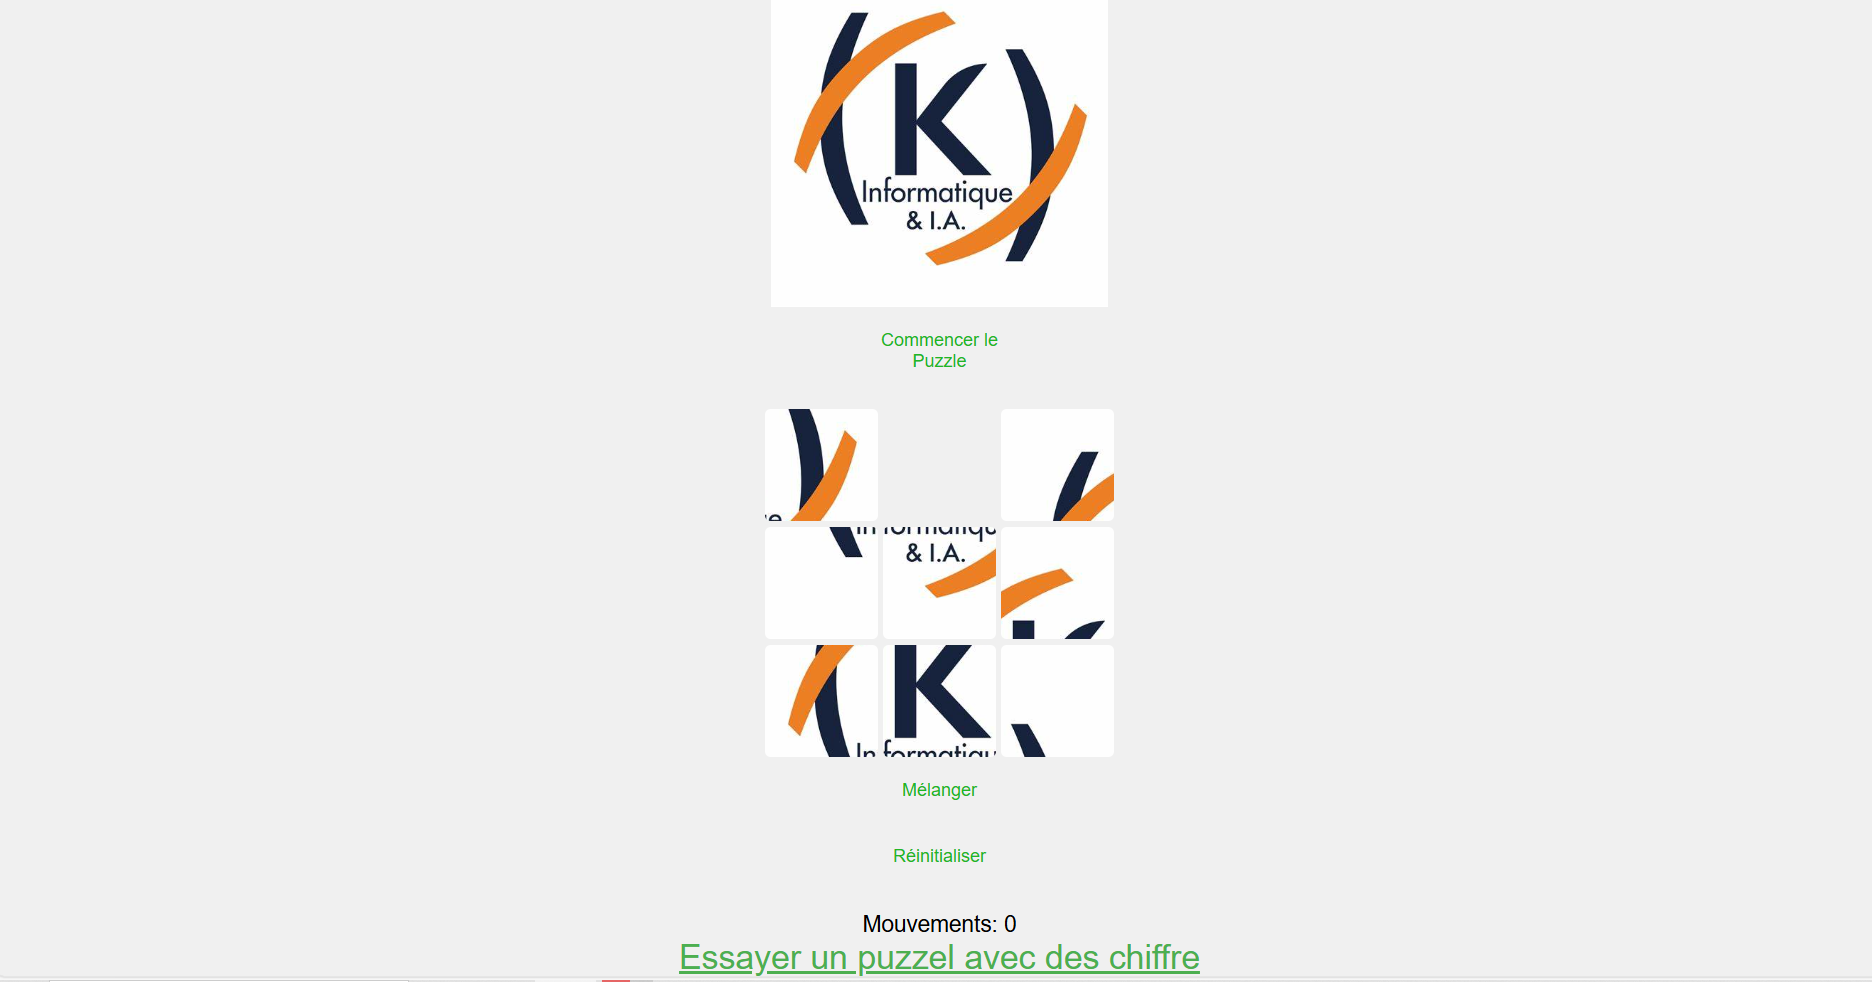 K
Informatique
& I.A.
Commencer le
Puzzle
& I.A.
K
Mélanger
Réinitialiser
Mouvements: 0
Essayer un puzzel avec des chiffre